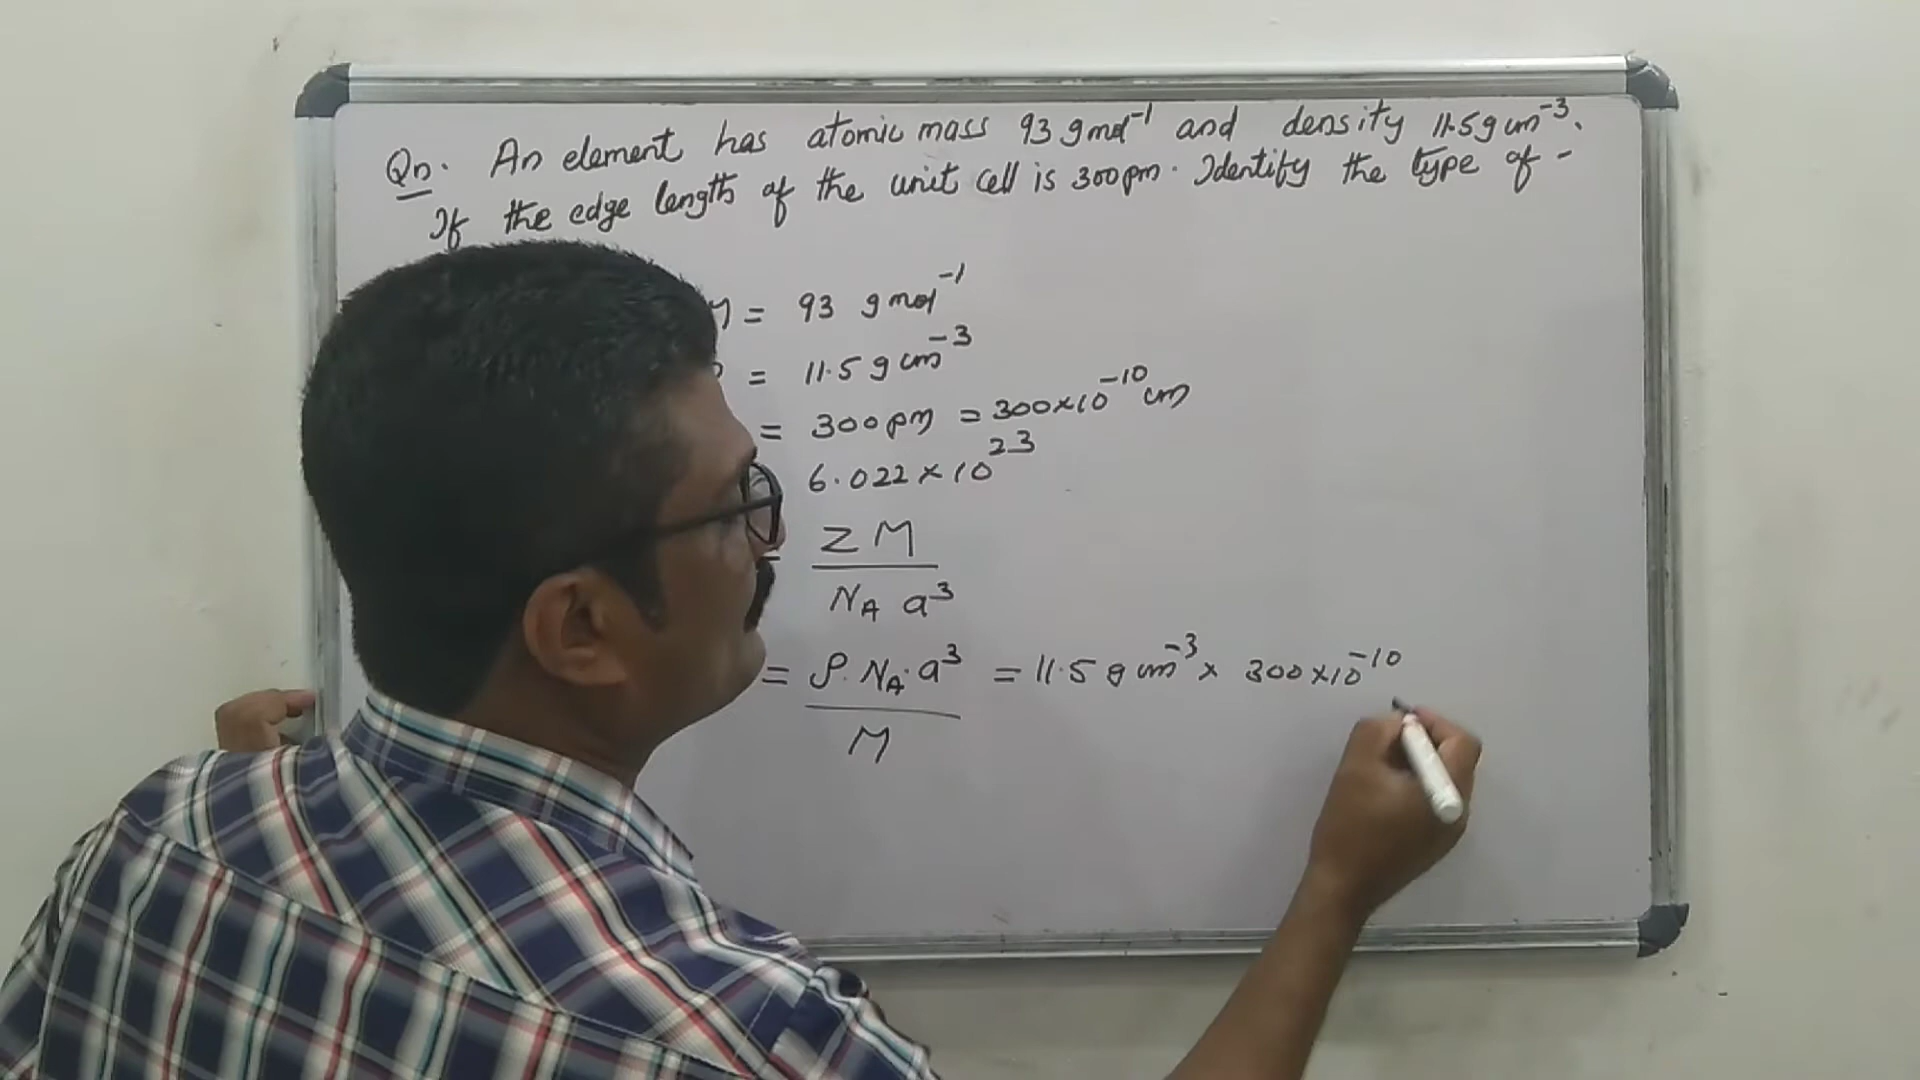 Qn. An element has atomic mass 93 g mol⁻¹ and density 11.5 g cm⁻³.
If the edge length of the unit cell is 300 pm. Identify the type of -
M = 93 g mol⁻¹
= 11.5 g cm⁻³
= 300 pm = 300 × 10⁻¹⁰ cm
6.022 × 10²³
= Z M / N_A a³
= ρ. N_A. a³ / M = 11.5 g cm⁻³ × 300 × 10⁻¹⁰